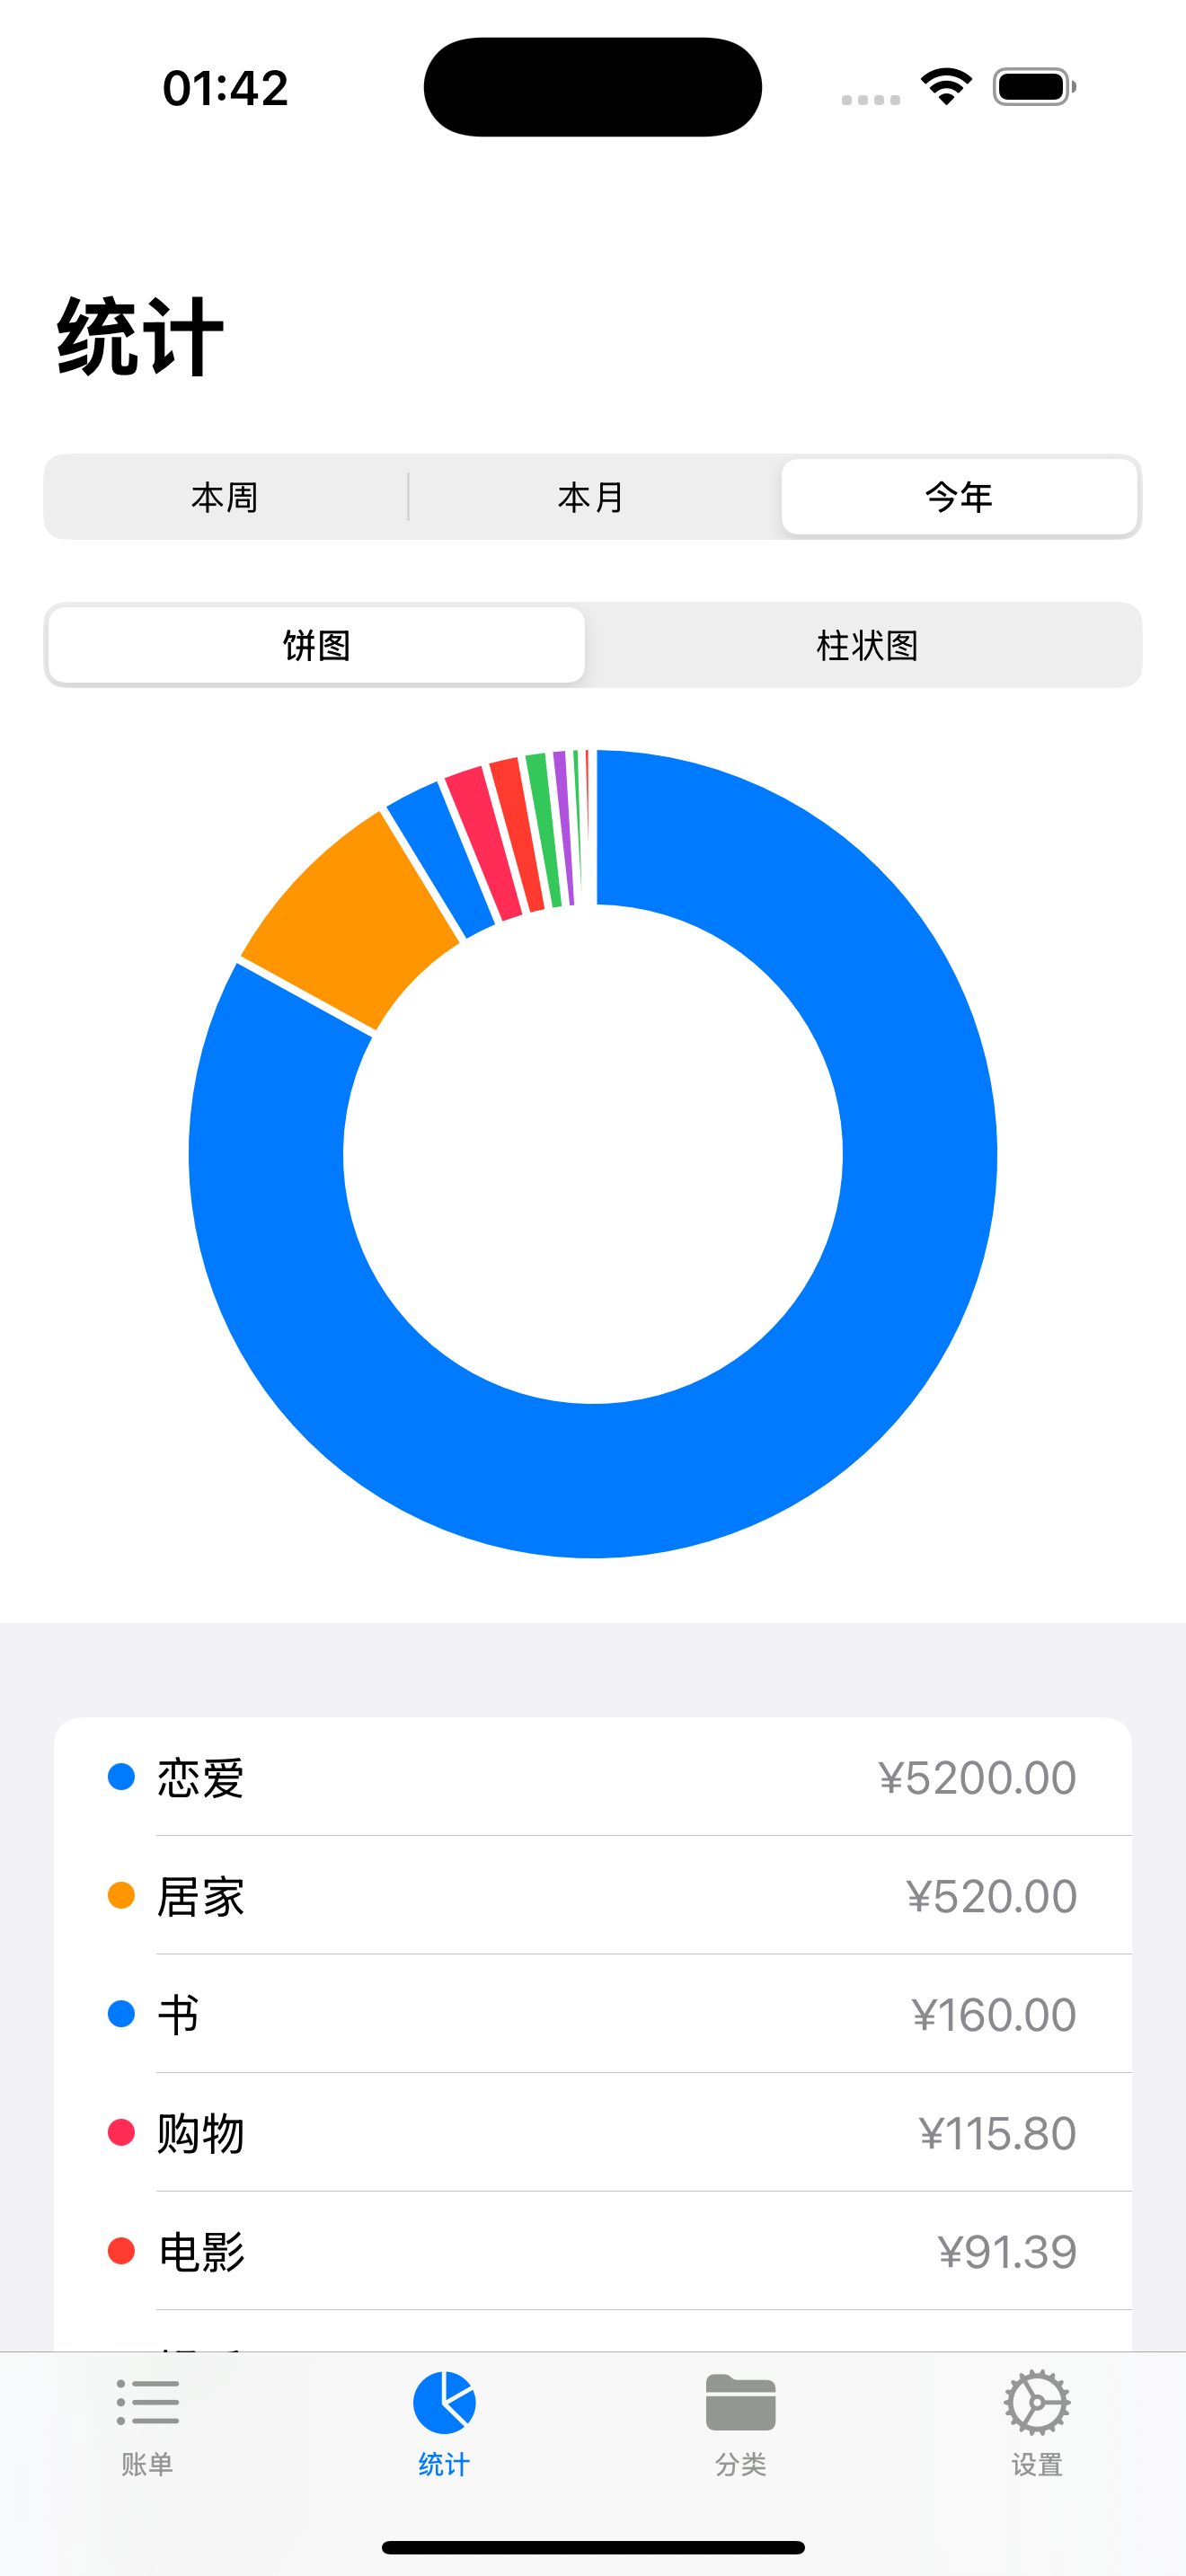 01:42
统计
本周 本月 今年
饼图 柱状图
恋爱 ¥5200.00
居家 ¥520.00
书 ¥160.00
购物 ¥115.80
电影 ¥91.39
账单 统计 分类 设置